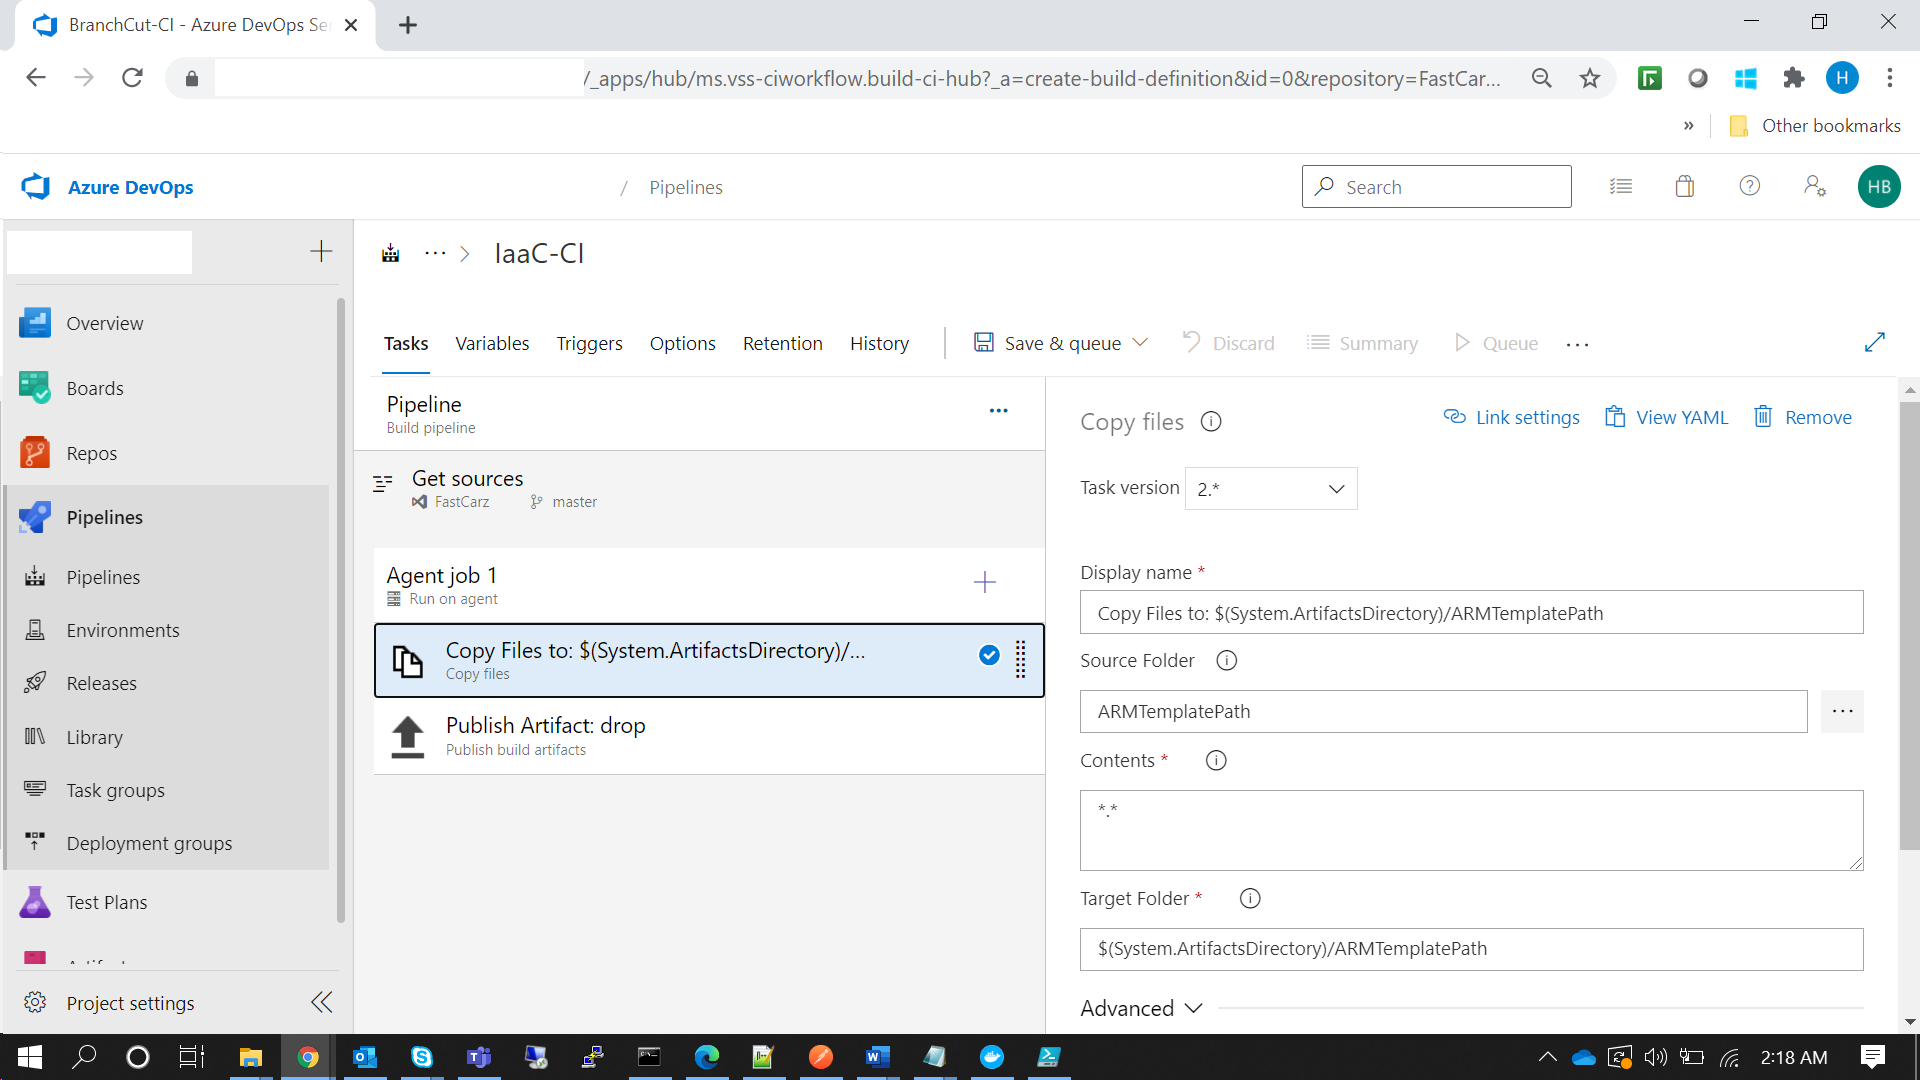 BranchCut-CI - Azure DevOps Se
/_apps/hub/ms.vss-ciworkflow.build-ci-hub?_a=create-build-definition&id=0&repository=FastCar...
H
» Other bookmarks
Azure DevOps / Pipelines Search HB
IaaC-CI
Overview
Boards
Repos
Pipelines
Pipelines
Environments
Releases
Library
Task groups
Deployment groups
Test Plans
Project settings
Tasks Variables Triggers Options Retention History Save & queue Discard Summary Queue ...
Pipeline
Build pipeline
Get sources
FastCarz master
Agent job 1
Run on agent
Copy Files to: $(System.ArtifactsDirectory)/...
Copy files
Publish Artifact: drop
Publish build artifacts
Copy files Link settings View YAML Remove
Task version 2.*
Display name *
Copy Files to: $(System.ArtifactsDirectory)/ARMTemplatePath
Source Folder
ARMTemplatePath
Contents *
*.*
Target Folder *
$(System.ArtifactsDirectory)/ARMTemplatePath
Advanced
2:18 AM